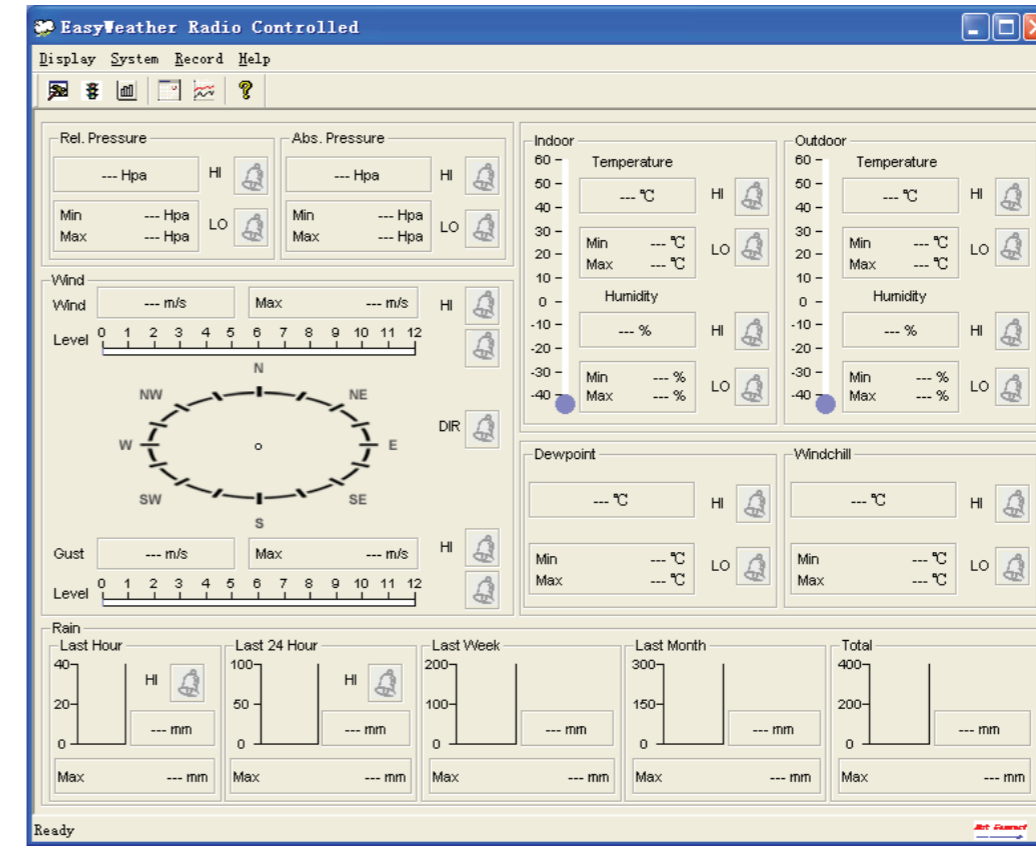 EasyWeather Radio Controlled
Display System Record Help
Rel. Pressure
--- Hpa
HI
Min --- Hpa
Max --- Hpa
LO
Abs. Pressure
--- Hpa
HI
Min --- Hpa
Max --- Hpa
LO
Wind
Wind --- m/s Max --- m/s HI
Level 0 1 2 3 4 5 6 7 8 9 10 11 12
N
NW NE
W E
SW SE
S
DIR
Gust --- m/s Max --- m/s HI
Level 0 1 2 3 4 5 6 7 8 9 10 11 12
Indoor
60
50
40
30
20
10
0
-10
-20
-30
-40
Temperature
--- °C
HI
Min --- °C
Max --- °C
LO
Humidity
--- %
HI
Min --- %
Max --- %
LO
Outdoor
60
50
40
30
20
10
0
-10
-20
-30
-40
Temperature
--- °C
HI
Min --- °C
Max --- °C
LO
Humidity
--- %
HI
Min --- %
Max --- %
LO
Dewpoint
--- °C
HI
Min --- °C
Max --- °C
LO
Windchill
--- °C
HI
Min --- °C
Max --- °C
LO
Rain
Last Hour
40
20
0
HI
--- mm
Max --- mm
Last 24 Hour
100
50
0
HI
--- mm
Max --- mm
Last Week
200
100
0
--- mm
Max --- mm
Last Month
300
150
0
--- mm
Max --- mm
Total
400
200
0
--- mm
Max --- mm
Ready